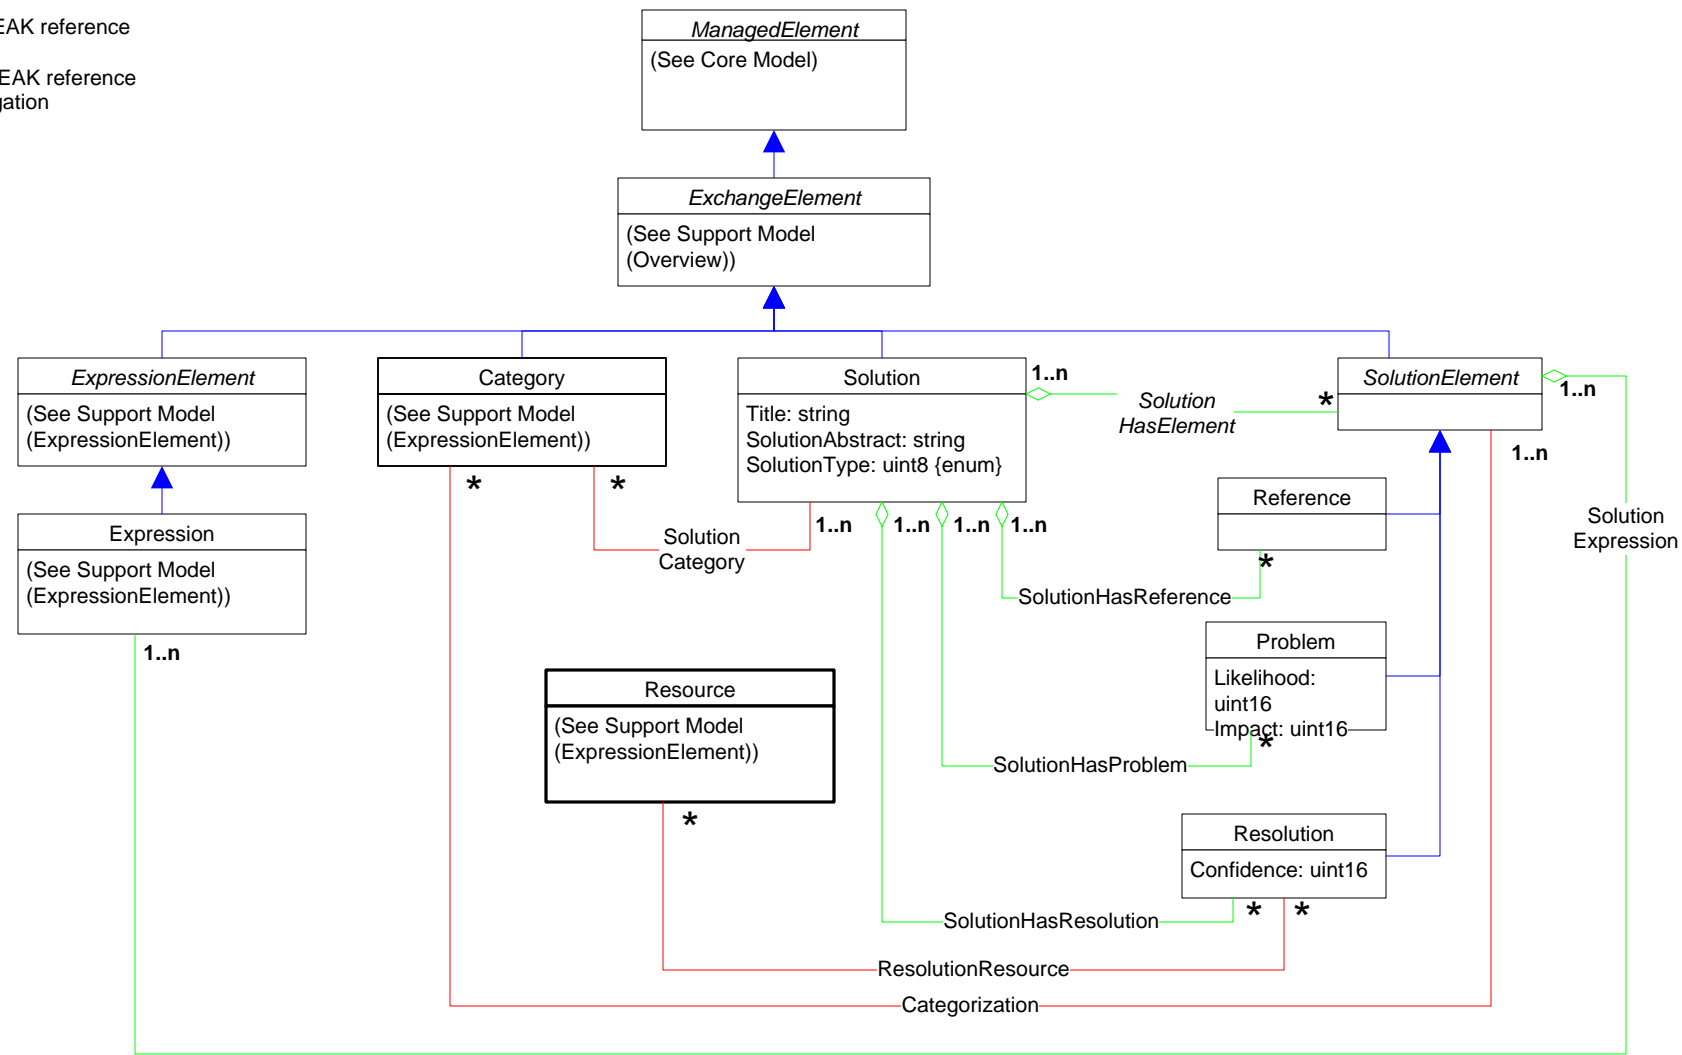 EAK reference
EAK reference
gation
ManagedElement
(See Core Model)
ExchangeElement
(See Support Model
(Overview))
ExpressionElement
(See Support Model
(ExpressionElement))
Category
(See Support Model
(ExpressionElement))
Solution
Title: string
SolutionAbstract: string
SolutionType: uint8 {enum}
1..n
Solution
HasElement
*
SolutionElement
1..n
1..n
*
*
Expression
(See Support Model
(ExpressionElement))
1..n
Solution
Category
1..n
1..n
1..n
1..n
Reference
*
SolutionHasReference
Solution
Expression
Resource
(See Support Model
(ExpressionElement))
*
Problem
Likelihood:
uint16
Impact: uint16
*
SolutionHasProblem
Resolution
Confidence: uint16
*
*
SolutionHasResolution
ResolutionResource
Categorization